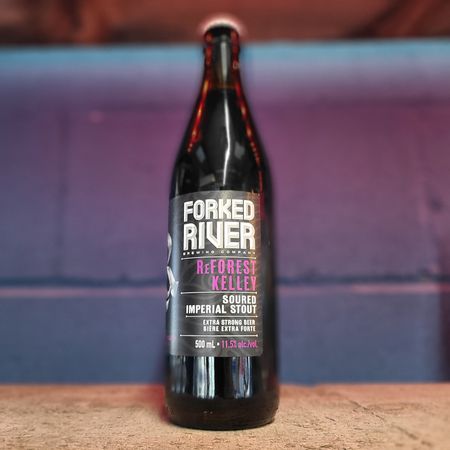 FORKED
RIVER
BREWING COMPANY
REFOREST
KELLEY
SOURED
IMPERIAL STOUT
EXTRA STRONG BEER
BIÈRE EXTRA FORTE
500 mL • 11.5% alc./vol.